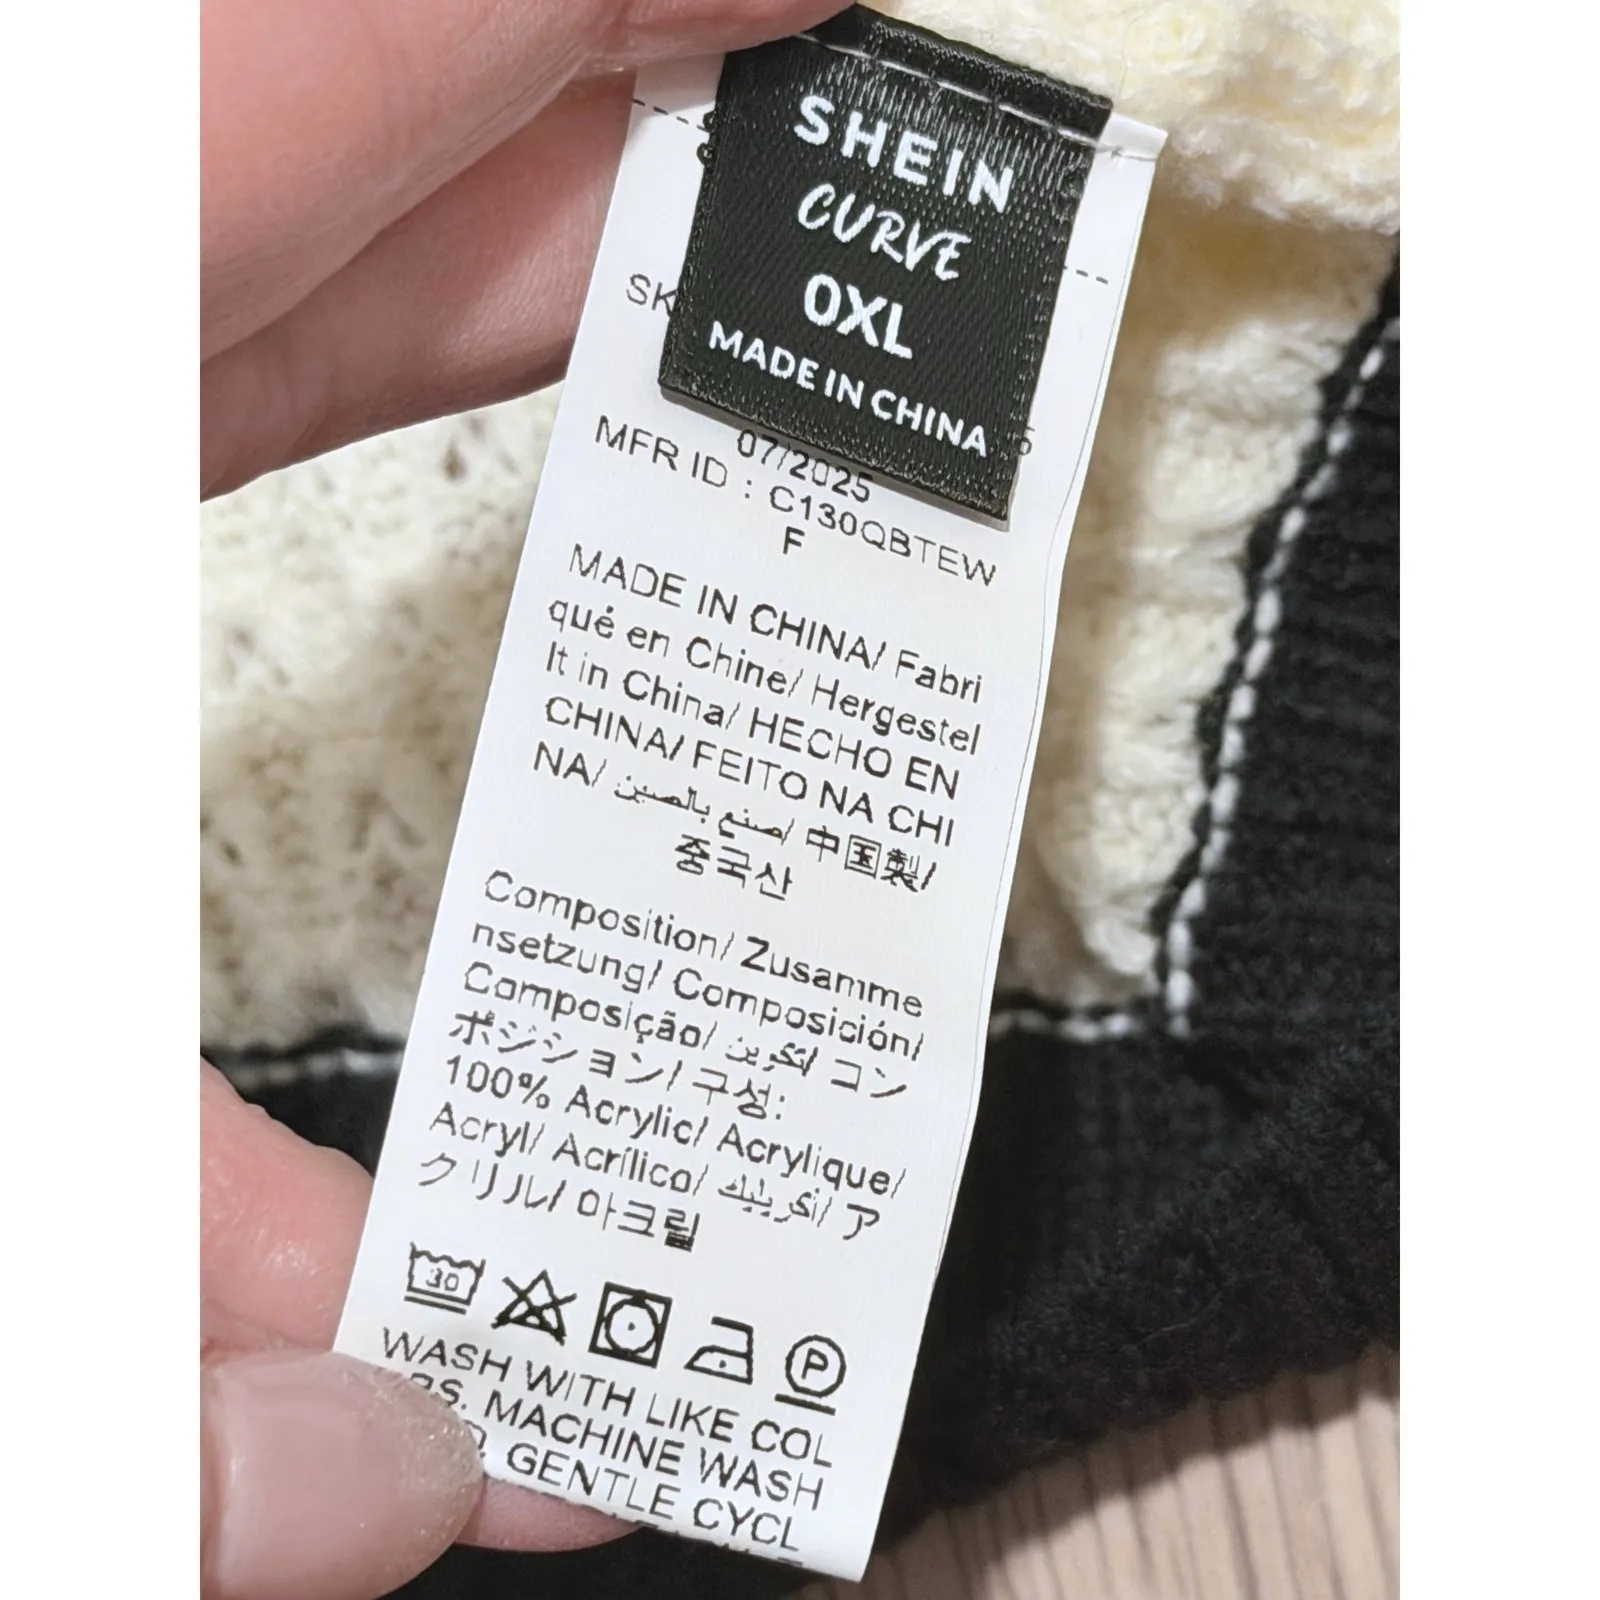 SHEIN
CURVE
0XL
MADE IN CHINA
SK
07/2025
MFR ID : C130QBTEW
F
MADE IN CHINA/ Fabri
qué en Chine/ Hergestel
lt in China/ HECHO EN
CHINA/ FEITO NA CHI
NA/ صنع بالصين/ 中国製/
중국산
Composition/ Zusamme
nsetzung/ Composición/
Composição/ تكوين/ コン
ポジション/ 구성:
100% Acrylic/ Acrylique/
Acryl/ Acrílico/ أكريليك/ ア
クリル/ 아크릴
30
P
WASH WITH LIKE COL
RS. MACHINE WASH
GENTLE CYCL